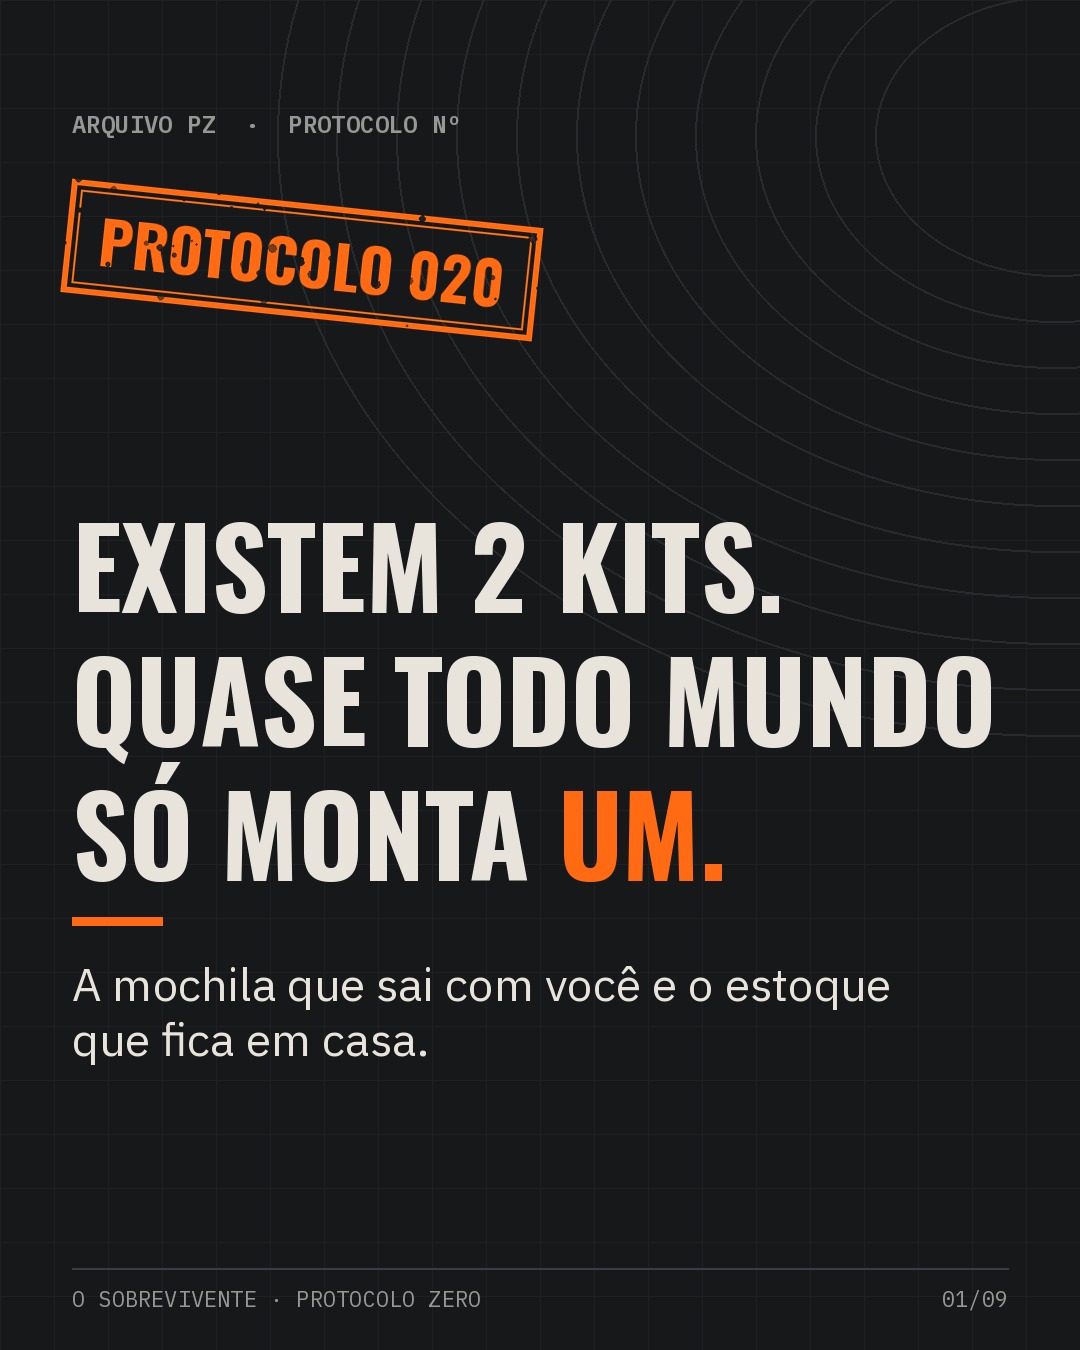 ARQUIVO PZ · PROTOCOLO Nº
PROTOCOLO 020
EXISTEM 2 KITS.
QUASE TODO MUNDO
SÓ MONTA UM.
A mochila que sai com você e o estoque
que fica em casa.
O SOBREVIVENTE · PROTOCOLO ZERO
01/09